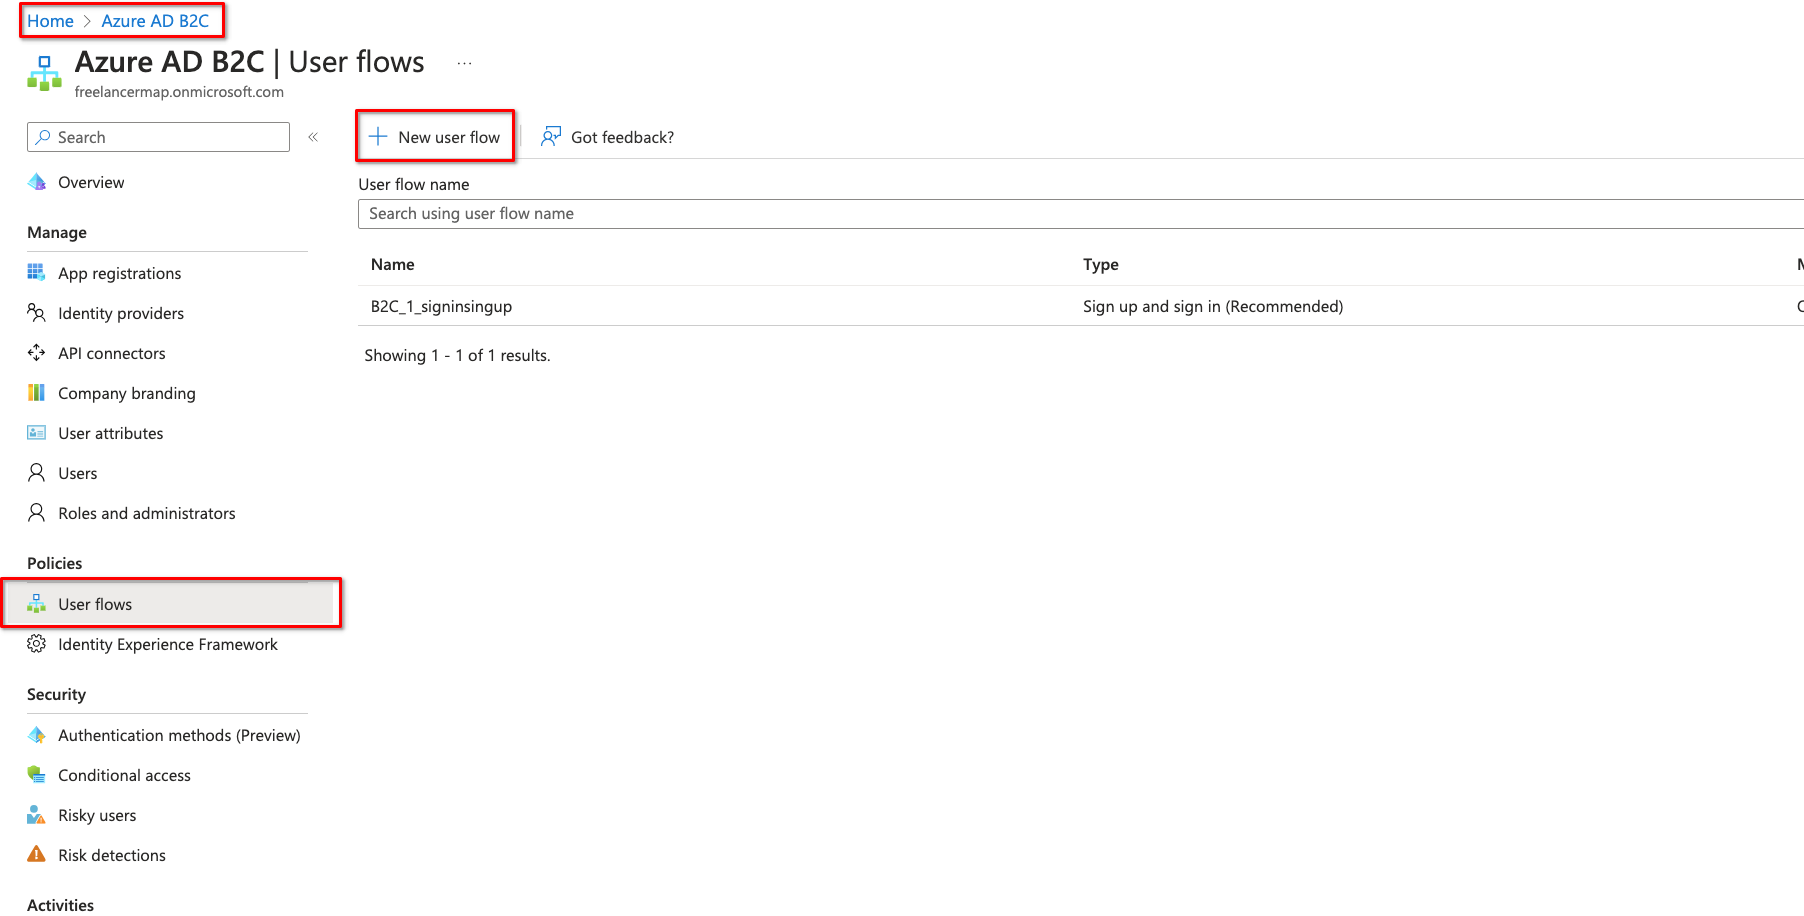 Home > Azure AD B2C
Azure AD B2C | User flows ...
freelancermap.onmicrosoft.com
Search «
New user flow
Got feedback?
Overview
Manage
App registrations
Identity providers
API connectors
Company branding
User attributes
Users
Roles and administrators
Policies
User flows
Identity Experience Framework
Security
Authentication methods (Preview)
Conditional access
Risky users
Risk detections
Activities
User flow name
Search using user flow name
Name Type
B2C_1_signinsingup Sign up and sign in (Recommended)
Showing 1 - 1 of 1 results.